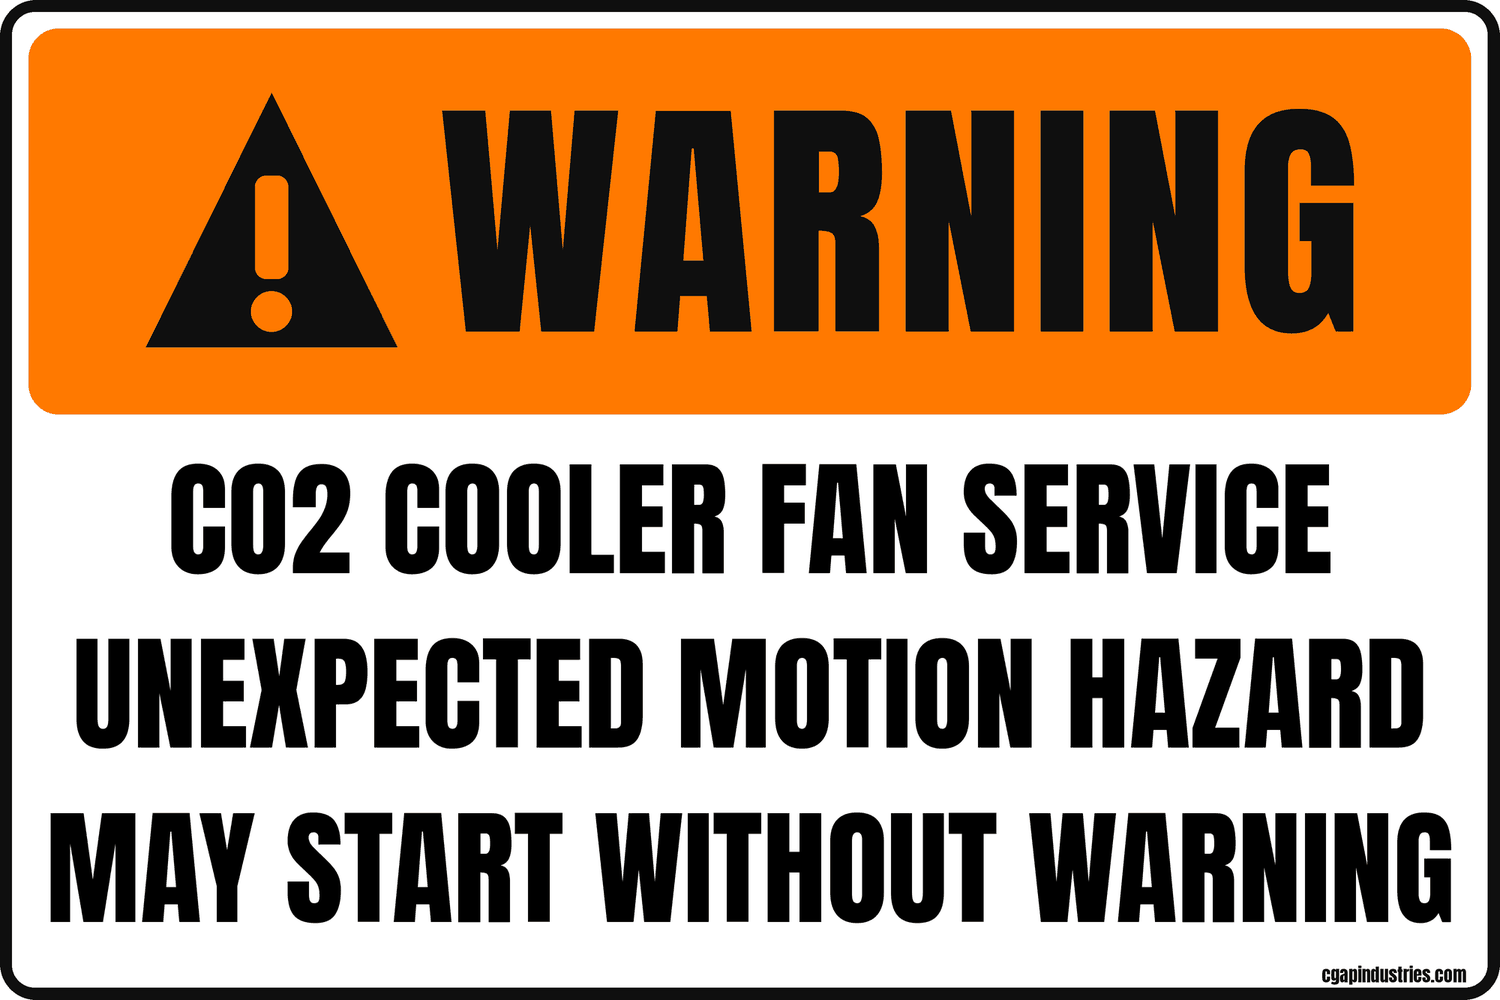 WARNING
CO2 COOLER FAN SERVICE
UNEXPECTED MOTION HAZARD
MAY START WITHOUT WARNING
cgapindustries.com